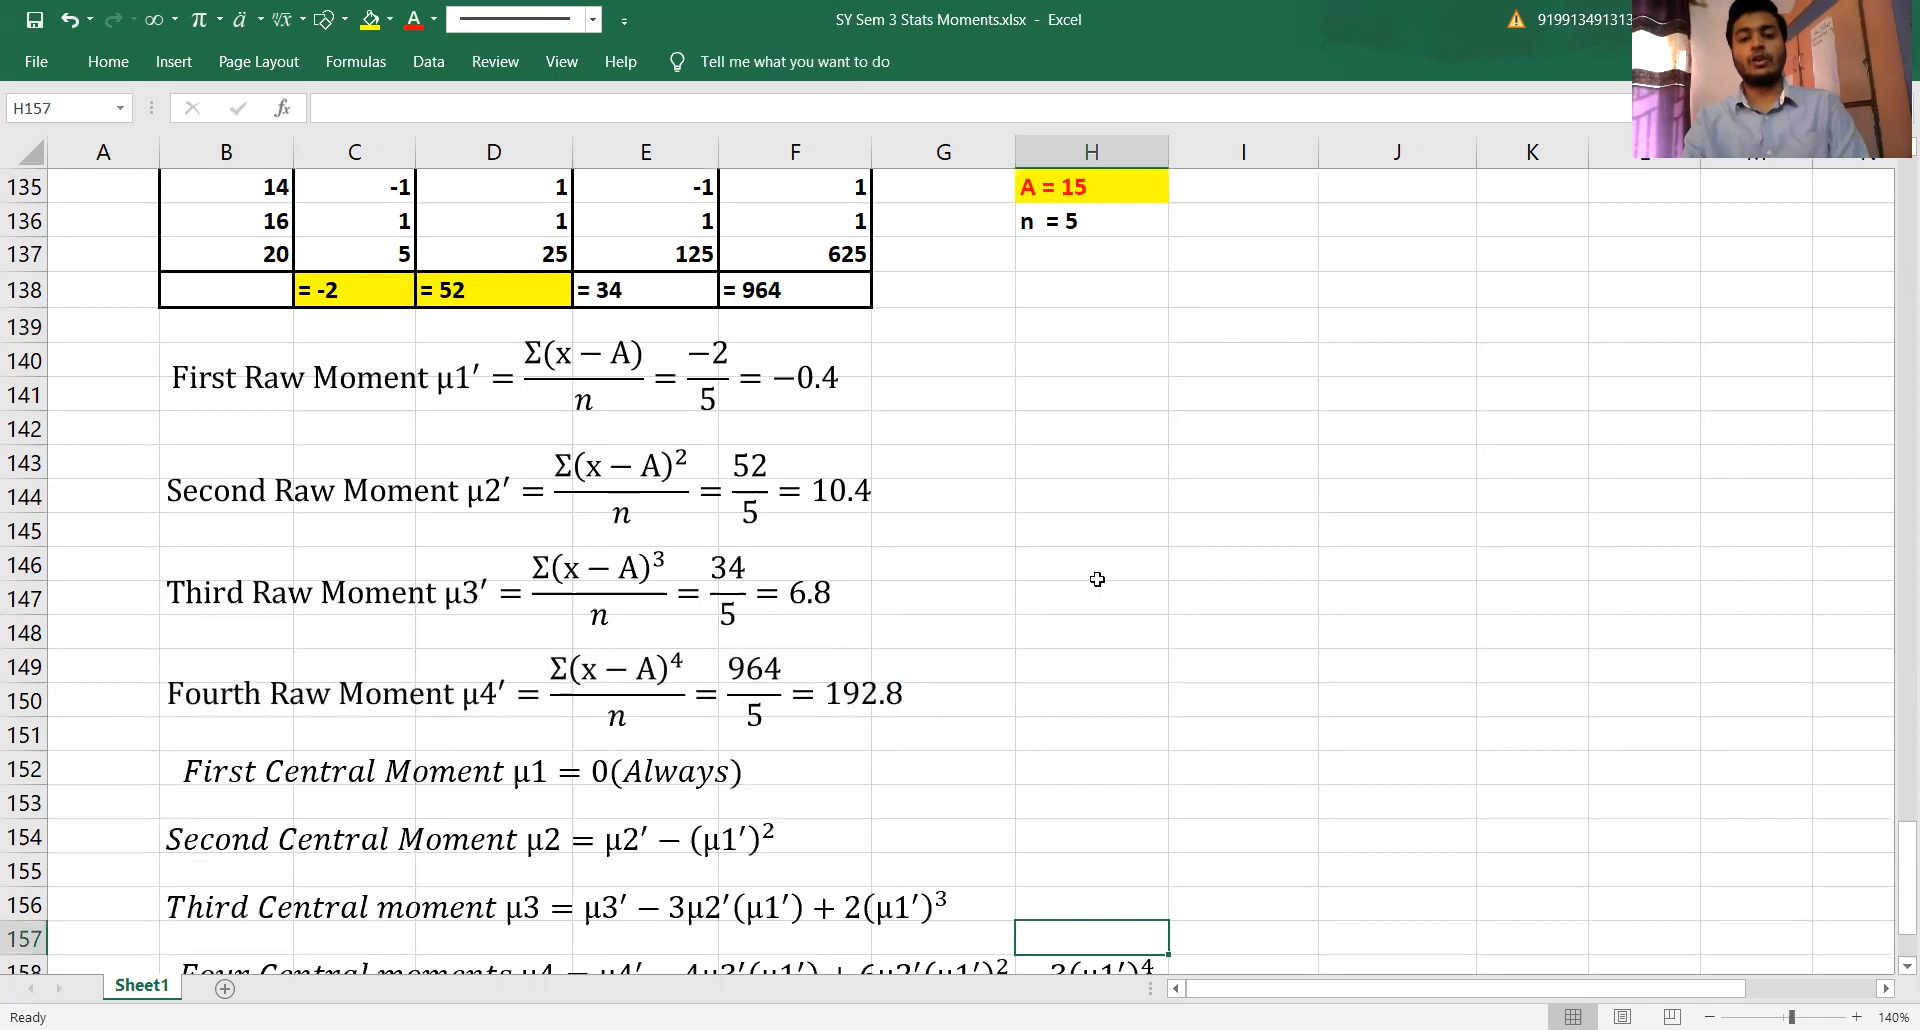 SY Sem 3 Stats Moments.xlsx - Excel
File Home Insert Page Layout Formulas Data Review View Help Tell me what you want to do
H157 fx
A B C D E F G H I J K
135 14 -1 1 -1 1 A = 15
136 16 1 1 1 1 n = 5
137 20 5 25 125 625
138 = -2 = 52 = 34 = 964
139
140
141
First Raw Moment μ1′ = Σ(x − A)/n = −2/5 = −0.4
142
143
144
Second Raw Moment μ2′ = Σ(x − A)²/n = 52/5 = 10.4
145
146
147
Third Raw Moment μ3′ = Σ(x − A)³/n = 34/5 = 6.8
148
149
150
Fourth Raw Moment μ4′ = Σ(x − A)⁴/n = 964/5 = 192.8
151
152 First Central Moment μ1 = 0(Always)
153
154 Second Central Moment μ2 = μ2′ − (μ1′)²
155
156 Third Central moment μ3 = μ3′ − 3μ2′(μ1′) + 2(μ1′)³
157
158
Sheet1
Ready 140%